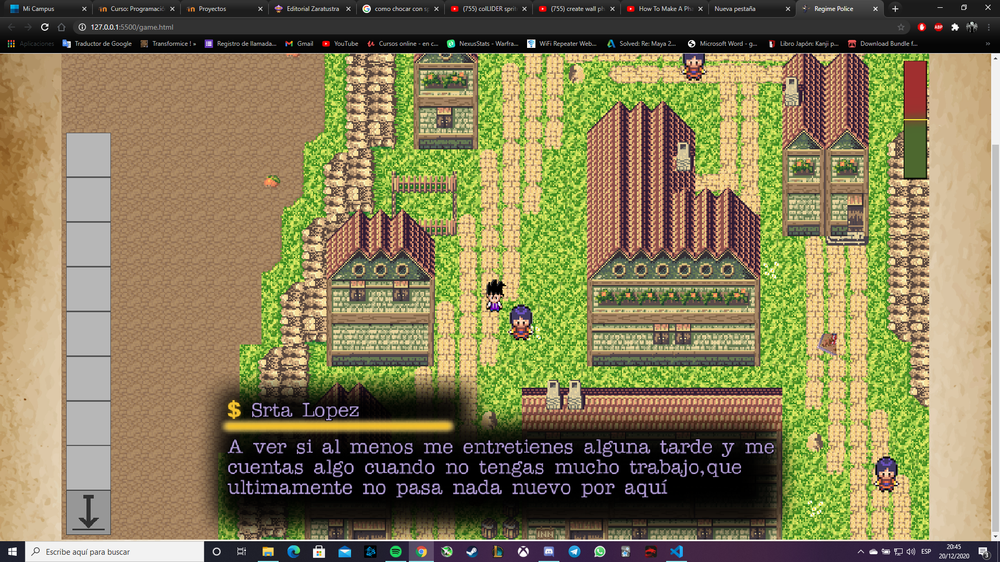 Mi Campus
Curso: Programació
Proyectos
Editorial Zaratustra
como chocar con sp
(755) colLIDER sprite
(755) create wall ph
How To Make A Pha
Nueva pestaña
Regime Police
127.0.0.1:5500/game.html
Aplicaciones
Traductor de Google
Transformice ! »
Registro de llamada...
Gmail
YouTube
Cursos online - en c...
NexusStats - Warfra...
WiFi Repeater Web...
Solved: Re: Maya 2...
Microsoft Word - g...
Libro Japón: Kanji p...
Download Bundle f...
»
ABP
$ Srta Lopez
A ver si al menos me entretienes alguna tarde y me
cuentas algo cuando no tengas mucho trabajo,que
ultimamente no pasa nada nuevo por aquí
Escribe aquí para buscar
ESP
20:45
20/12/2020
3